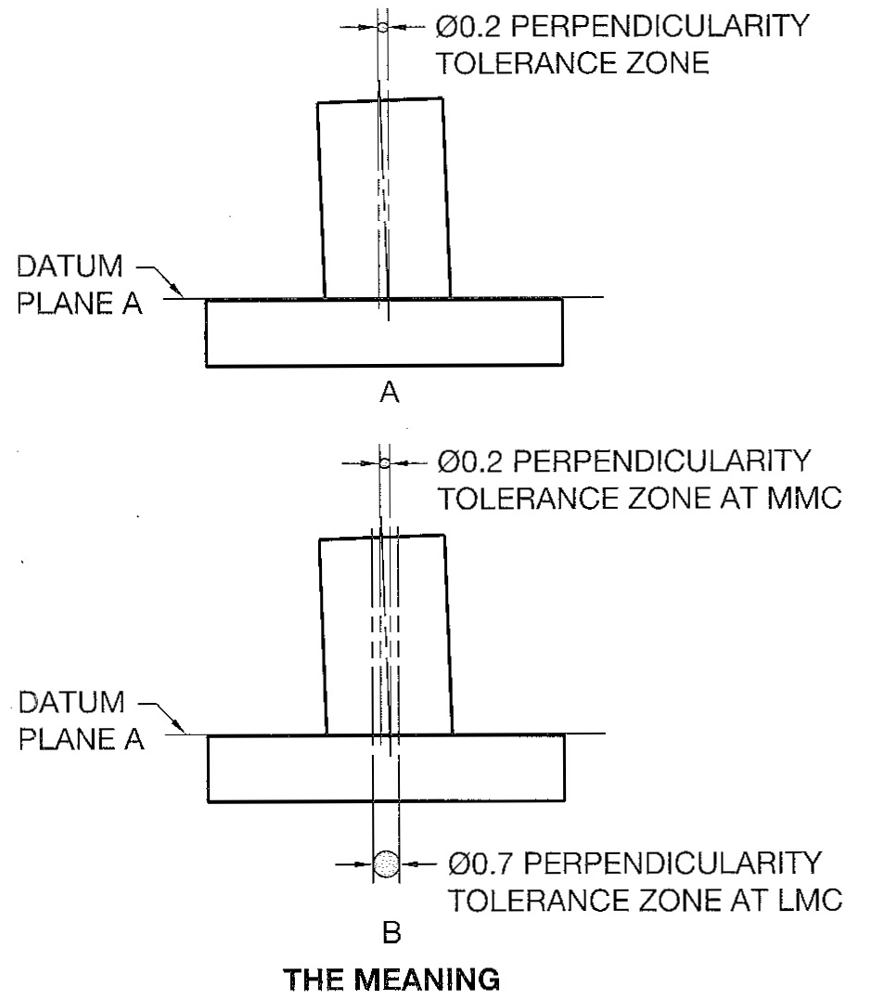 Ø0.2 PERPENDICULARITY
TOLERANCE ZONE
DATUM
PLANE A
A
Ø0.2 PERPENDICULARITY
TOLERANCE ZONE AT MMC
DATUM
PLANE A
Ø0.7 PERPENDICULARITY
TOLERANCE ZONE AT LMC
B
THE MEANING